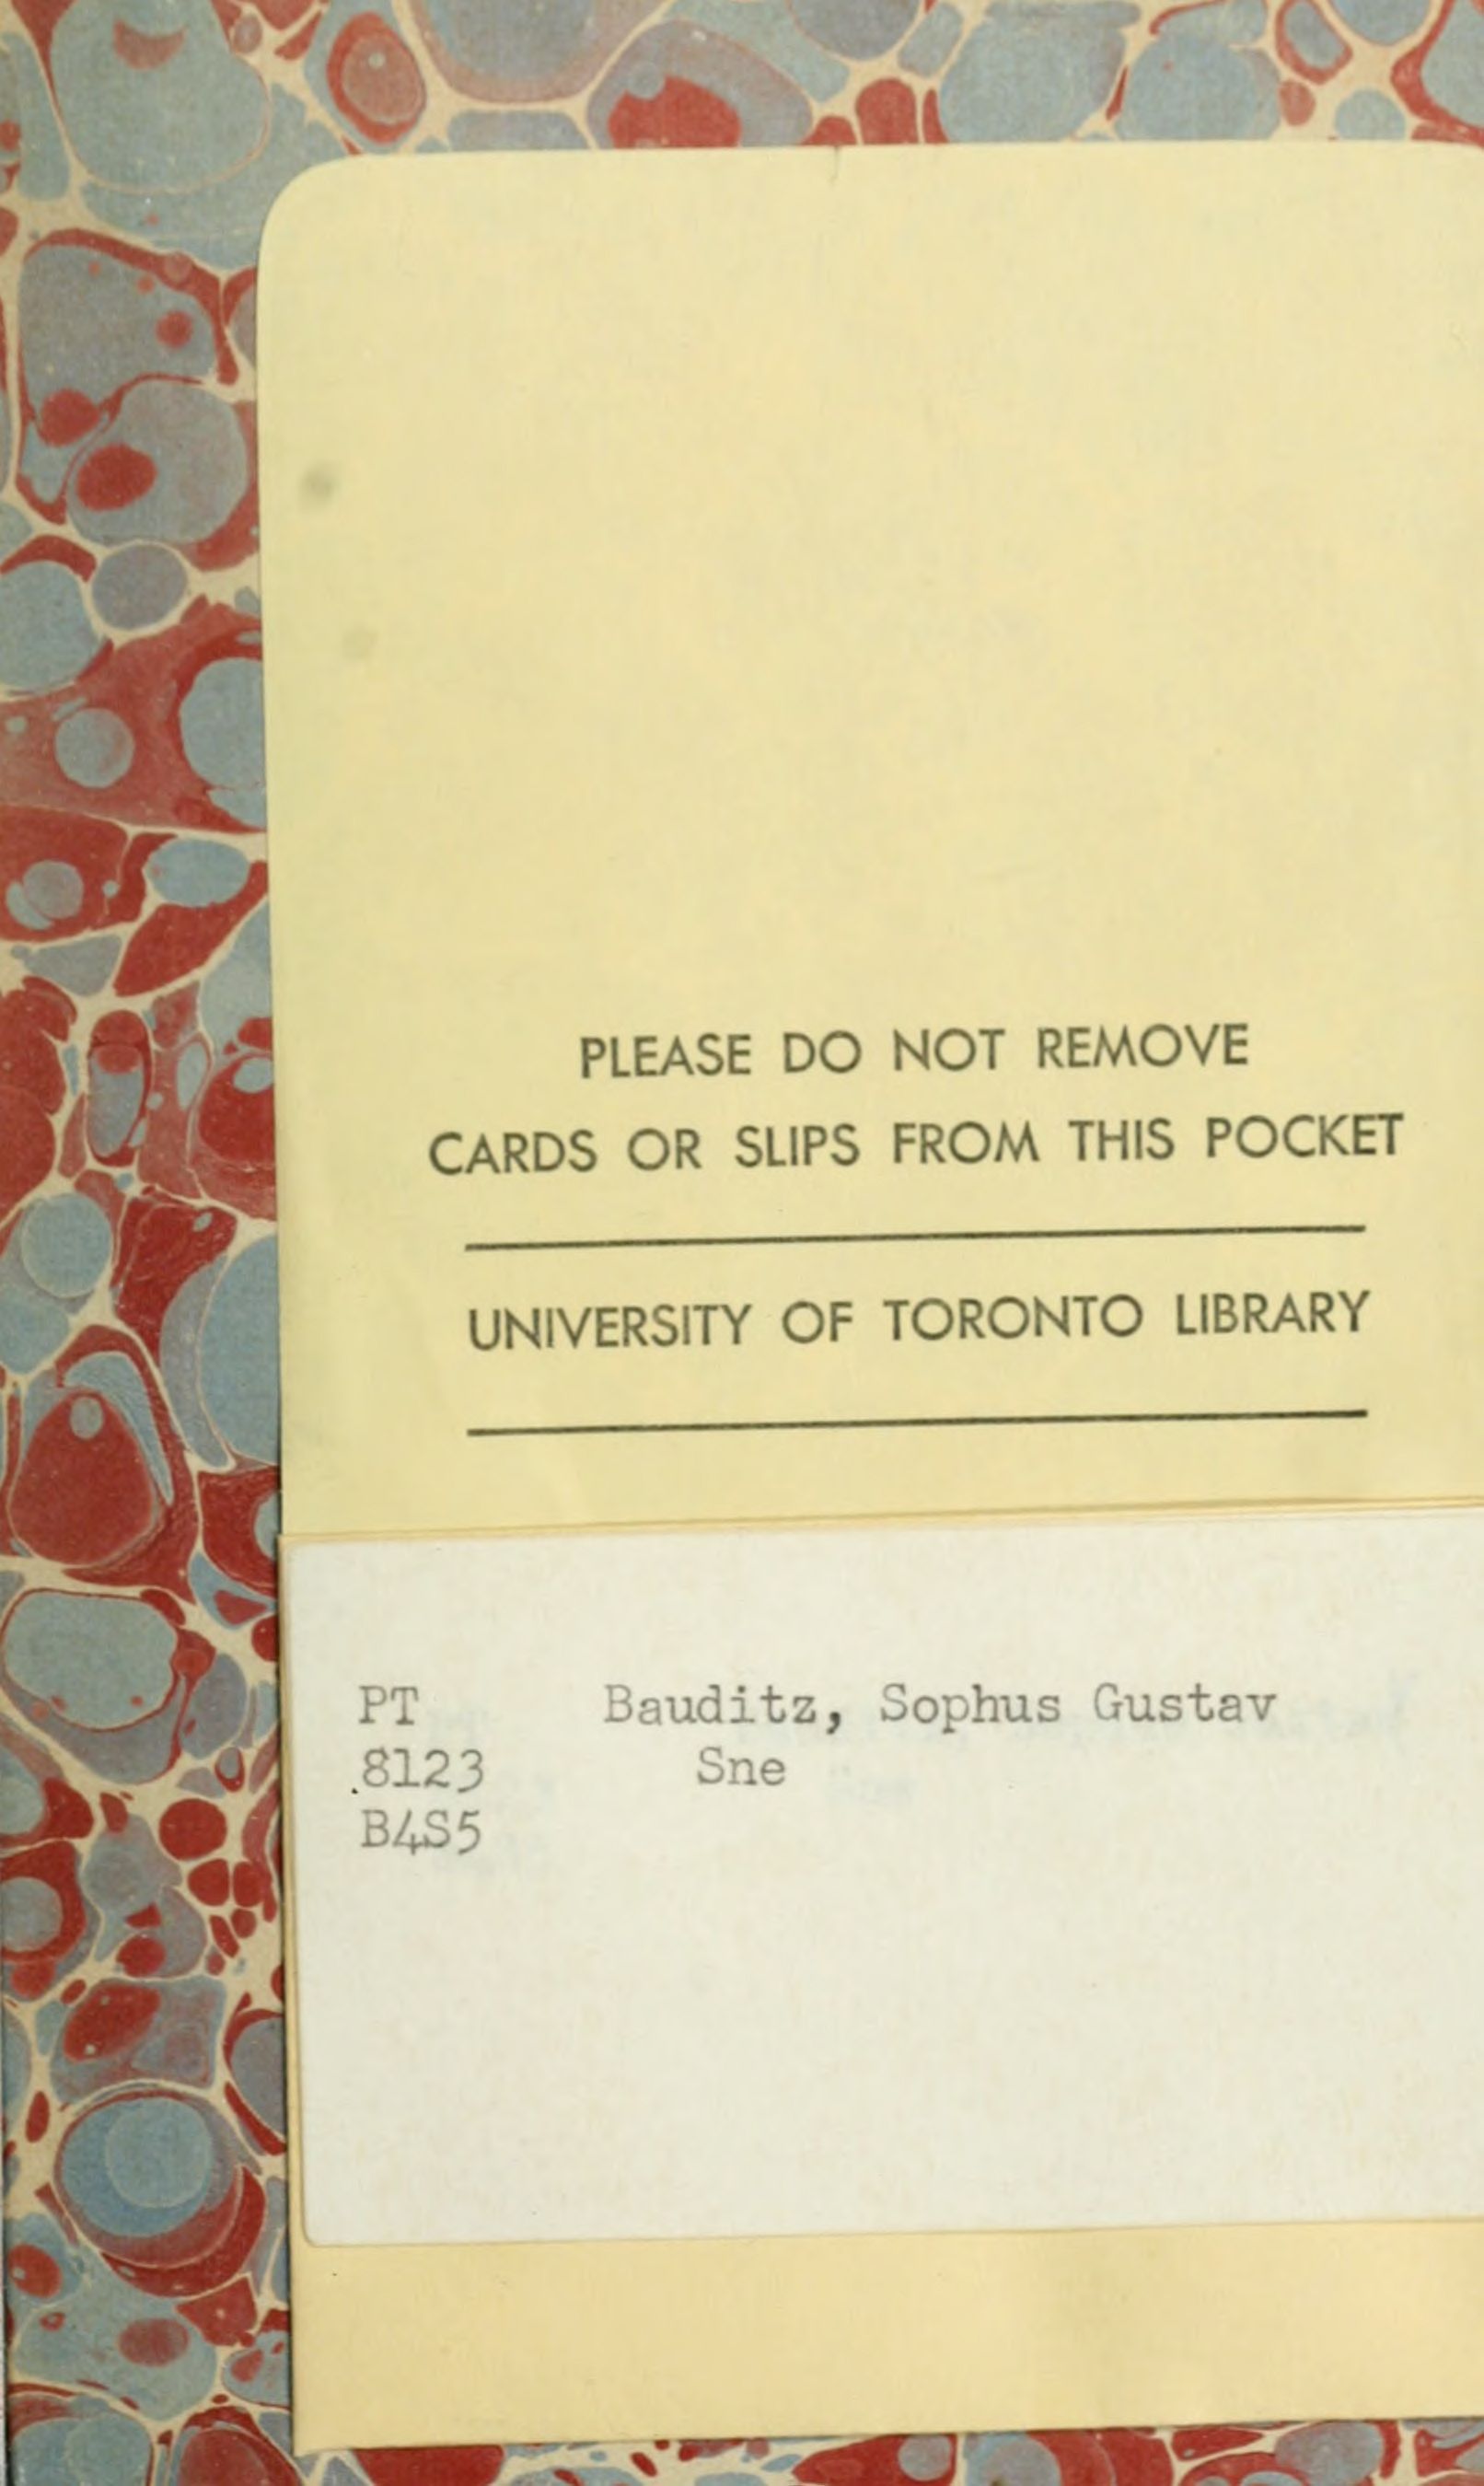 PLEASE DO NOT REMOVE
CARDS OR SLIPS FROM THIS POCKET
UNIVERSITY OF TORONTO LIBRARY
PT Bauditz, Sophus Gustav
.8123 Sne
B4S5